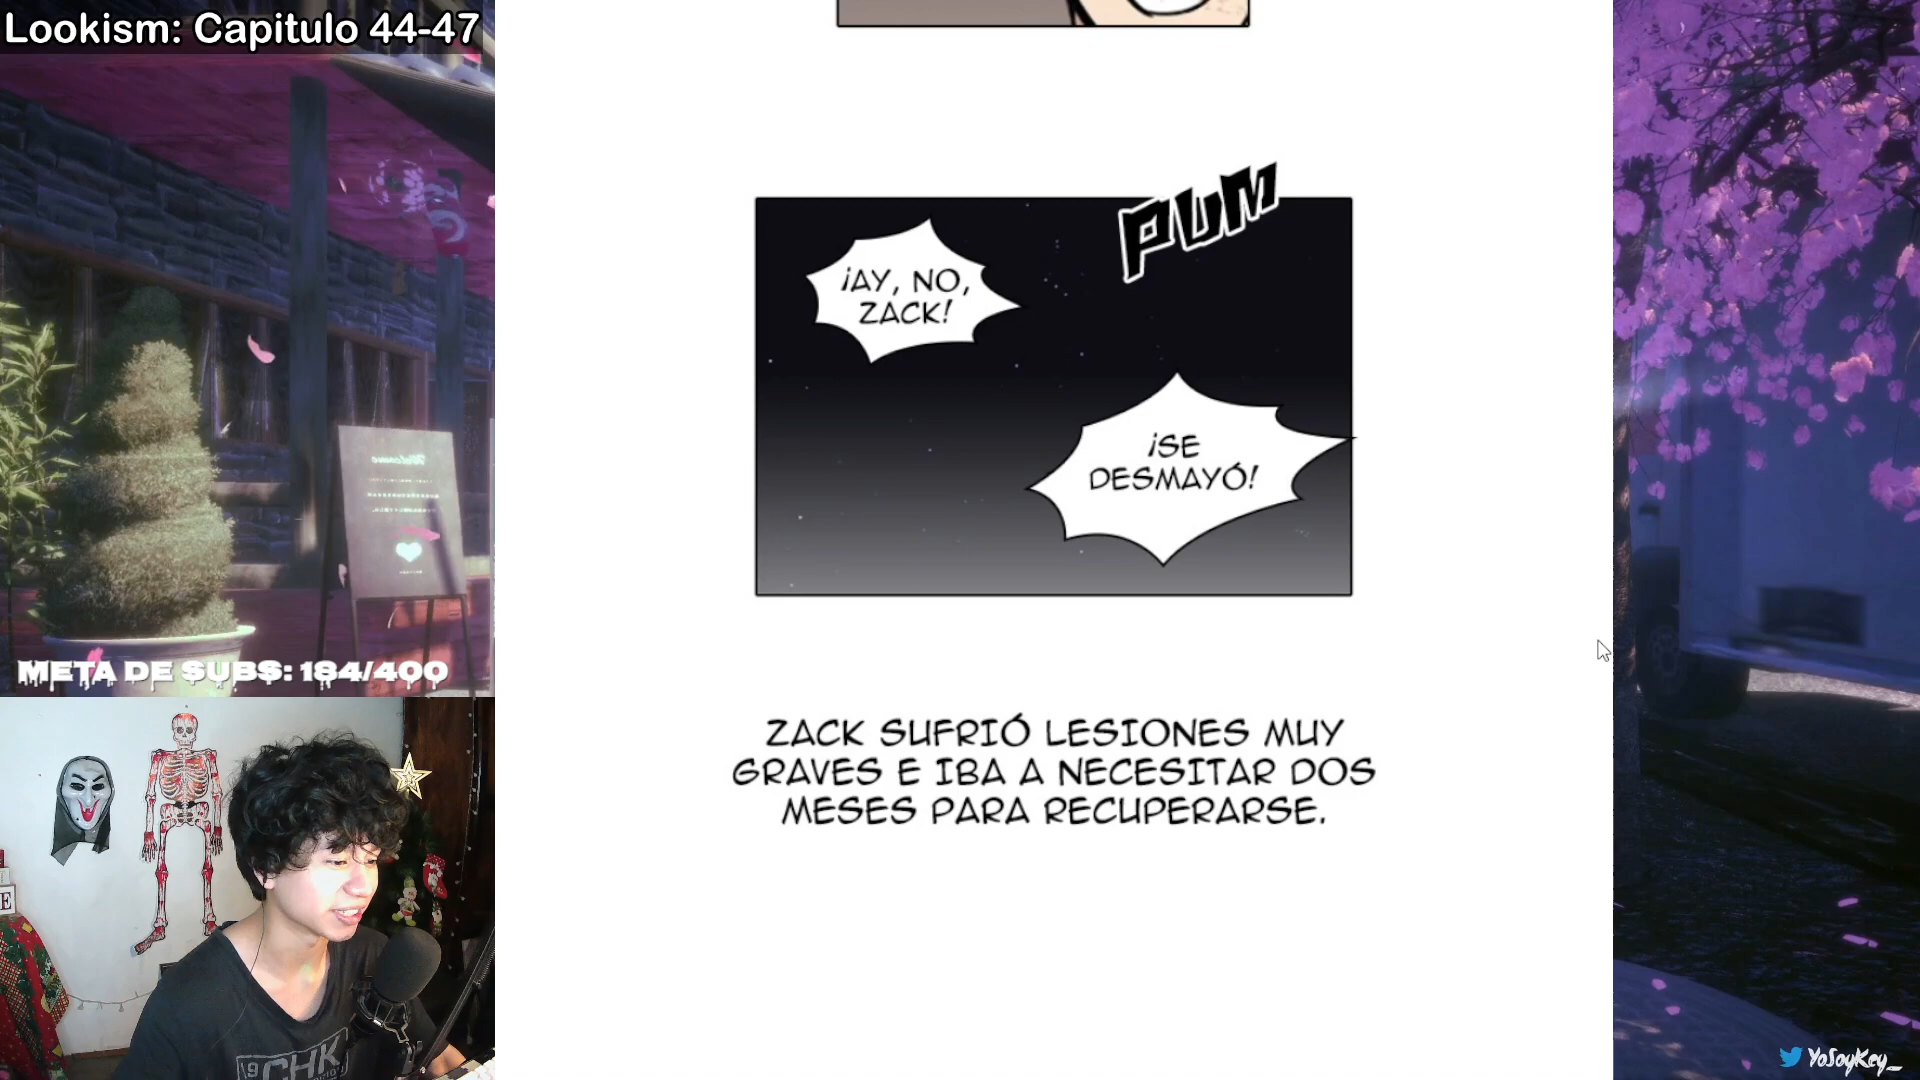 Lookism: Capitulo 44-47
PUM
¡AY, NO,
ZACK!
¡SE
DESMAYÓ!
ZACK SUFRIÓ LESIONES MUY
GRAVES E IBA A NECESITAR DOS
MESES PARA RECUPERARSE.
META DE SUBS: 184/400
CHK
YoSoyKey_